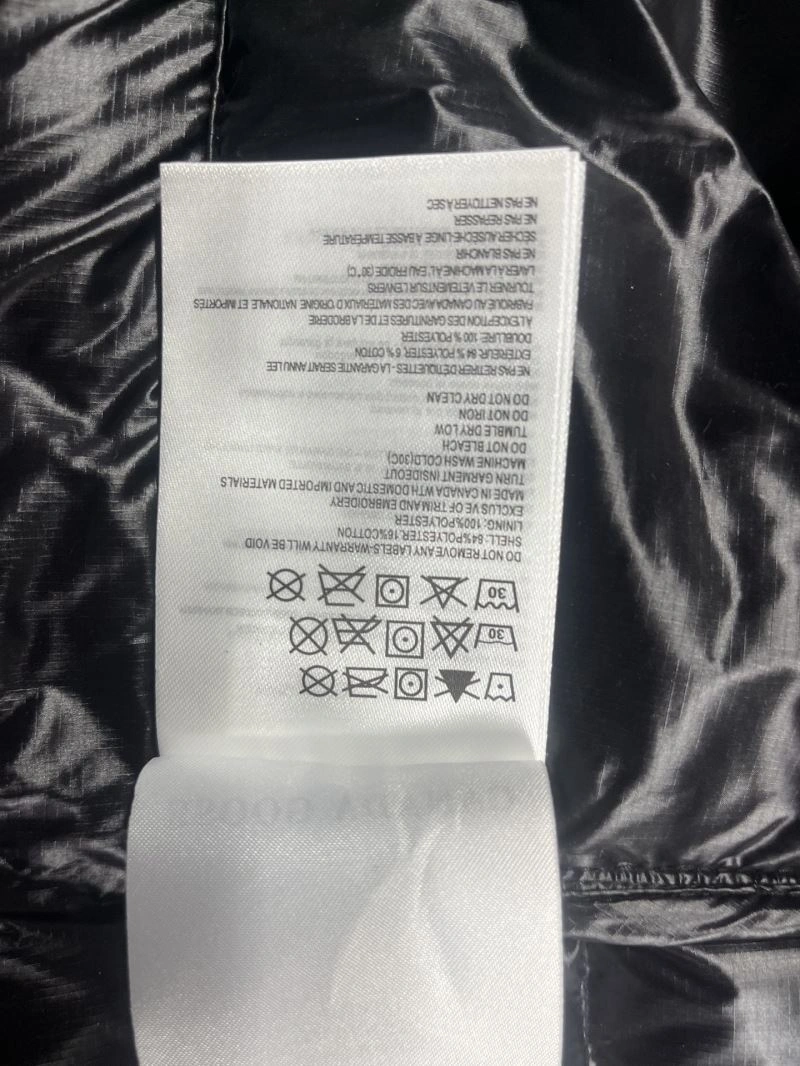 30
30
DO NOT REMOVE ANY LABELS-WARRANTY WILL BE VOID
SHELL: 84%POLYESTER,16%COTTON
LINING: 100%POLYESTER
EXCLUSIVE OF TRIM AND EMBROIDERY
MADE IN CANADA WITH DOMESTIC AND IMPORTED MATERIALS
TURN GARMENT INSIDEOUT
MACHINE WASH COLD(30C)
DO NOT BLEACH
TUMBLE DRY LOW
DO NOT IRON
DO NOT DRY CLEAN
NE PAS RETIRER L'ÉTIQUETTES - LA GARANTIE SERAIT ANNULEE
EXTERIEUR: 84 % POLYESTER, 6 % COTON
DOUBLURE: 100 % POLYESTER
A L'EXCEPTION DES GARNITURES ET DE LA BRODERIE
FABRIQUE AU CANADA AVEC DES MATERIAUX D'ORIGINE NATIONALE ET IMPORTES
TOURNER LE VETEMENT SUR L'ENVERS
LAVER A LA MACHINE A L'EAU FROIDE (30°C)
NE PAS BLANCHIR
SECHER AU SECHE-LINGE A BASSE TEMPERATURE
NE PAS REPASSER
NE PAS NETTOYER À SEC